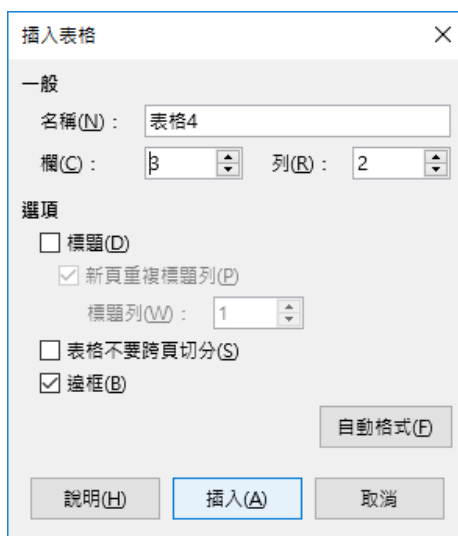 插入表格
一般
名稱(N)： 表格4
欄(C)： 3 列(R)： 2
選項
標題(D)
新頁重複標題列(P)
標題列(W)： 1
表格不要跨頁切分(S)
邊框(B)
自動格式(F)
說明(H) 插入(A) 取消